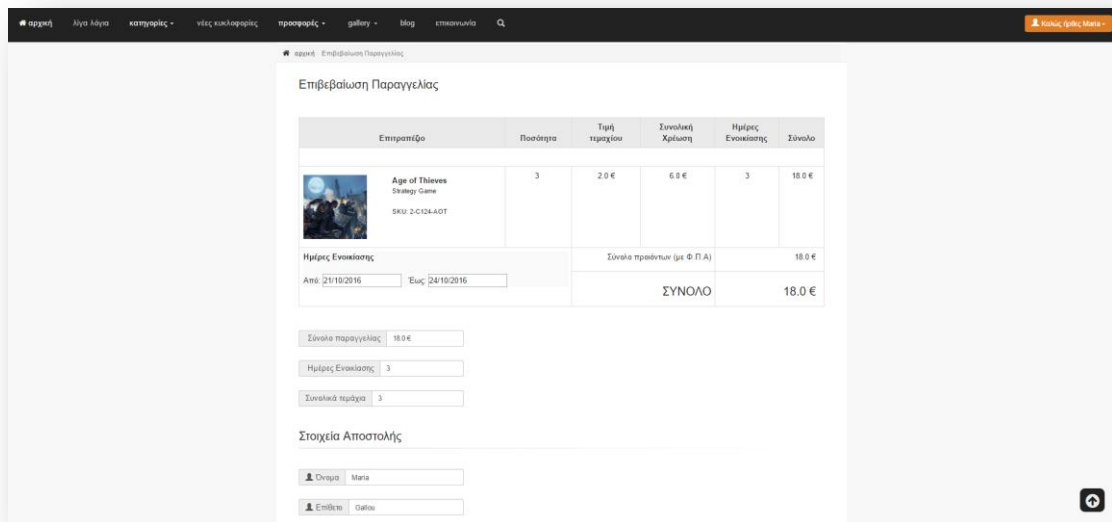 αρχική λίγα λόγια κατηγορίες νέες κυκλοφορίες προσφορές gallery blog επικοινωνία Καλώς ήρθες Maria
αρχική Επιβεβαίωση Παραγγελίας
Επιβεβαίωση Παραγγελίας
Επιτραπέζιο Ποσότητα Τιμή τεμαχίου Συνολική Χρέωση Ημέρες Ενοικίασης Σύνολο
Age of Thieves 3 2.0 € 6.0 € 3 18.0 €
Strategy Game
SKU: 2-C124-AOT
Ημέρες Ενοικίασης Σύνολο προϊόντων (με Φ.Π.Α) 18.0 €
Από: 21/10/2016 Έως: 24/10/2016
ΣΥΝΟΛΟ 18.0 €
Σύνολο παραγγελίας 18.0 €
Ημέρες Ενοικίασης 3
Συνολικά τεμάχια 3
Στοιχεία Αποστολής
Όνομα Maria
Επίθετο Gallou